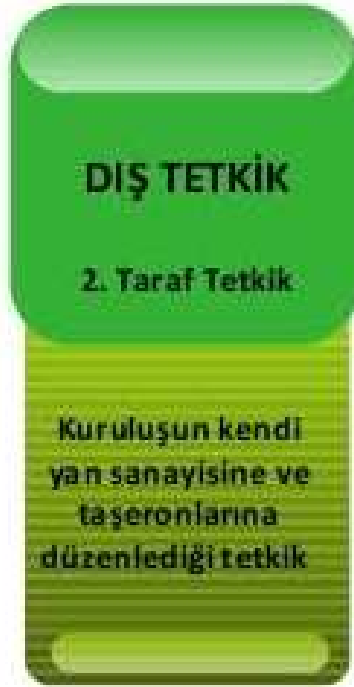 DIŞ TETKİK
2. Taraf Tetkik
Kuruluşun kendi
yan sanayisine ve
taşeronlarına
düzenlediği tetkik